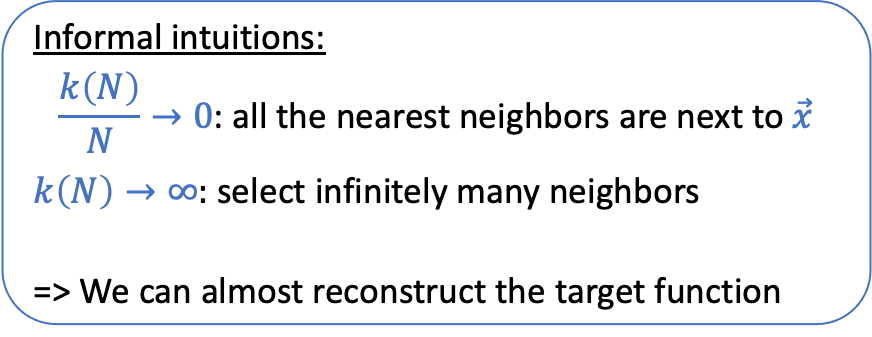 Informal intuitions:
k(N)/N → 0: all the nearest neighbors are next to x⃗
k(N) → ∞: select infinitely many neighbors
=> We can almost reconstruct the target function